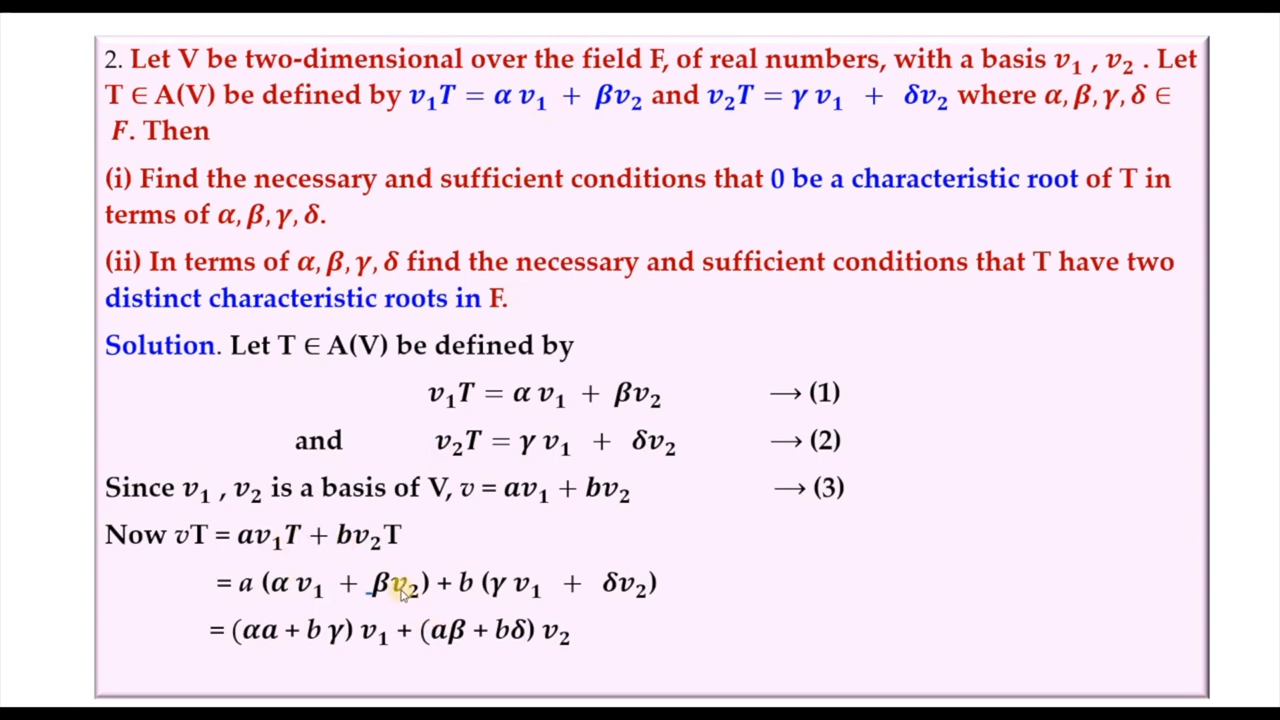 2. Let V be two-dimensional over the field F, of real numbers, with a basis v₁ , v₂ . Let
T ∈ A(V) be defined by v₁T = α v₁ + βv₂ and v₂T = γ v₁ + δv₂ where α, β, γ, δ ∈
F. Then
(i) Find the necessary and sufficient conditions that 0 be a characteristic root of T in
terms of α, β, γ, δ.
(ii) In terms of α, β, γ, δ find the necessary and sufficient conditions that T have two
distinct characteristic roots in F.
Solution. Let T ∈ A(V) be defined by
v₁T = α v₁ + βv₂ → (1)
and v₂T = γ v₁ + δv₂ → (2)
Since v₁ , v₂ is a basis of V, v = av₁ + bv₂ → (3)
Now vT = av₁T + bv₂T
= a (α v₁ + βv₂) + b (γ v₁ + δv₂)
= (αa + b γ) v₁ + (aβ + bδ) v₂